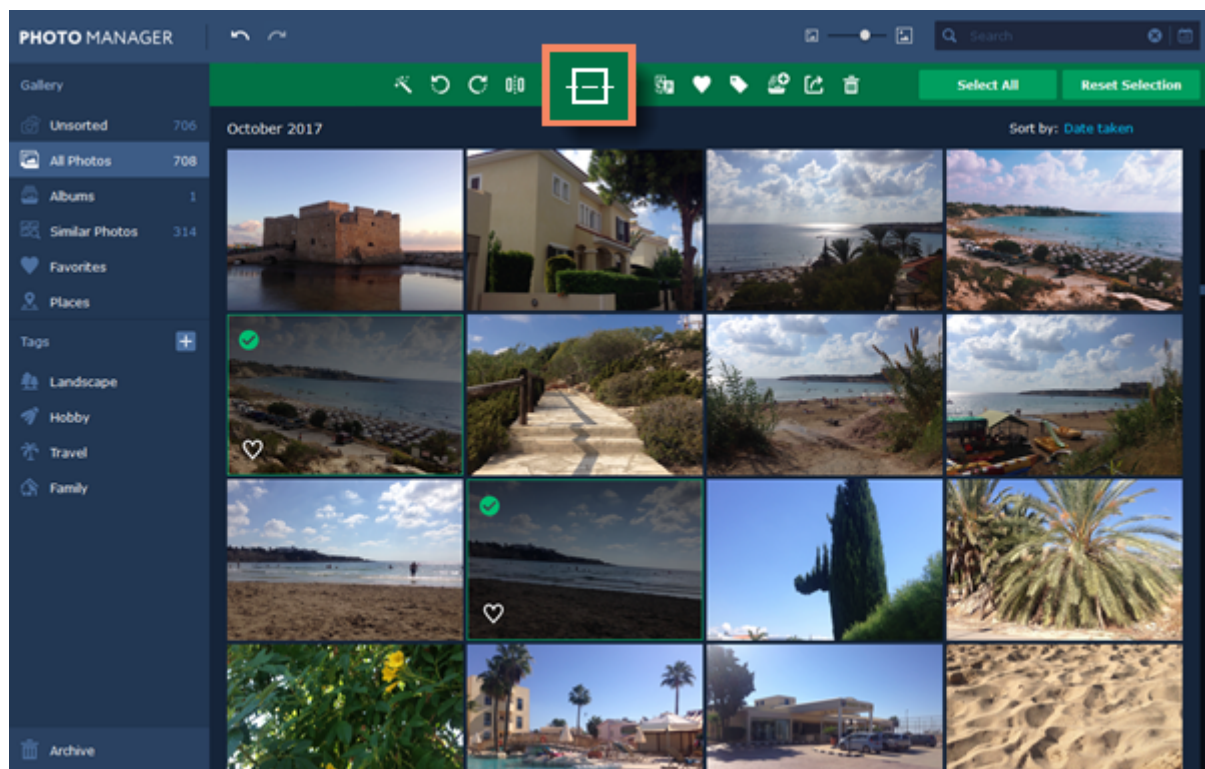 PHOTO MANAGER
Search
Gallery
Select All
Reset Selection
Unsorted 706
October 2017
Sort by: Date taken
All Photos 708
Albums 1
Similar Photos 314
Favorites
Places
Tags
Landscape
Hobby
Travel
Family
Archive